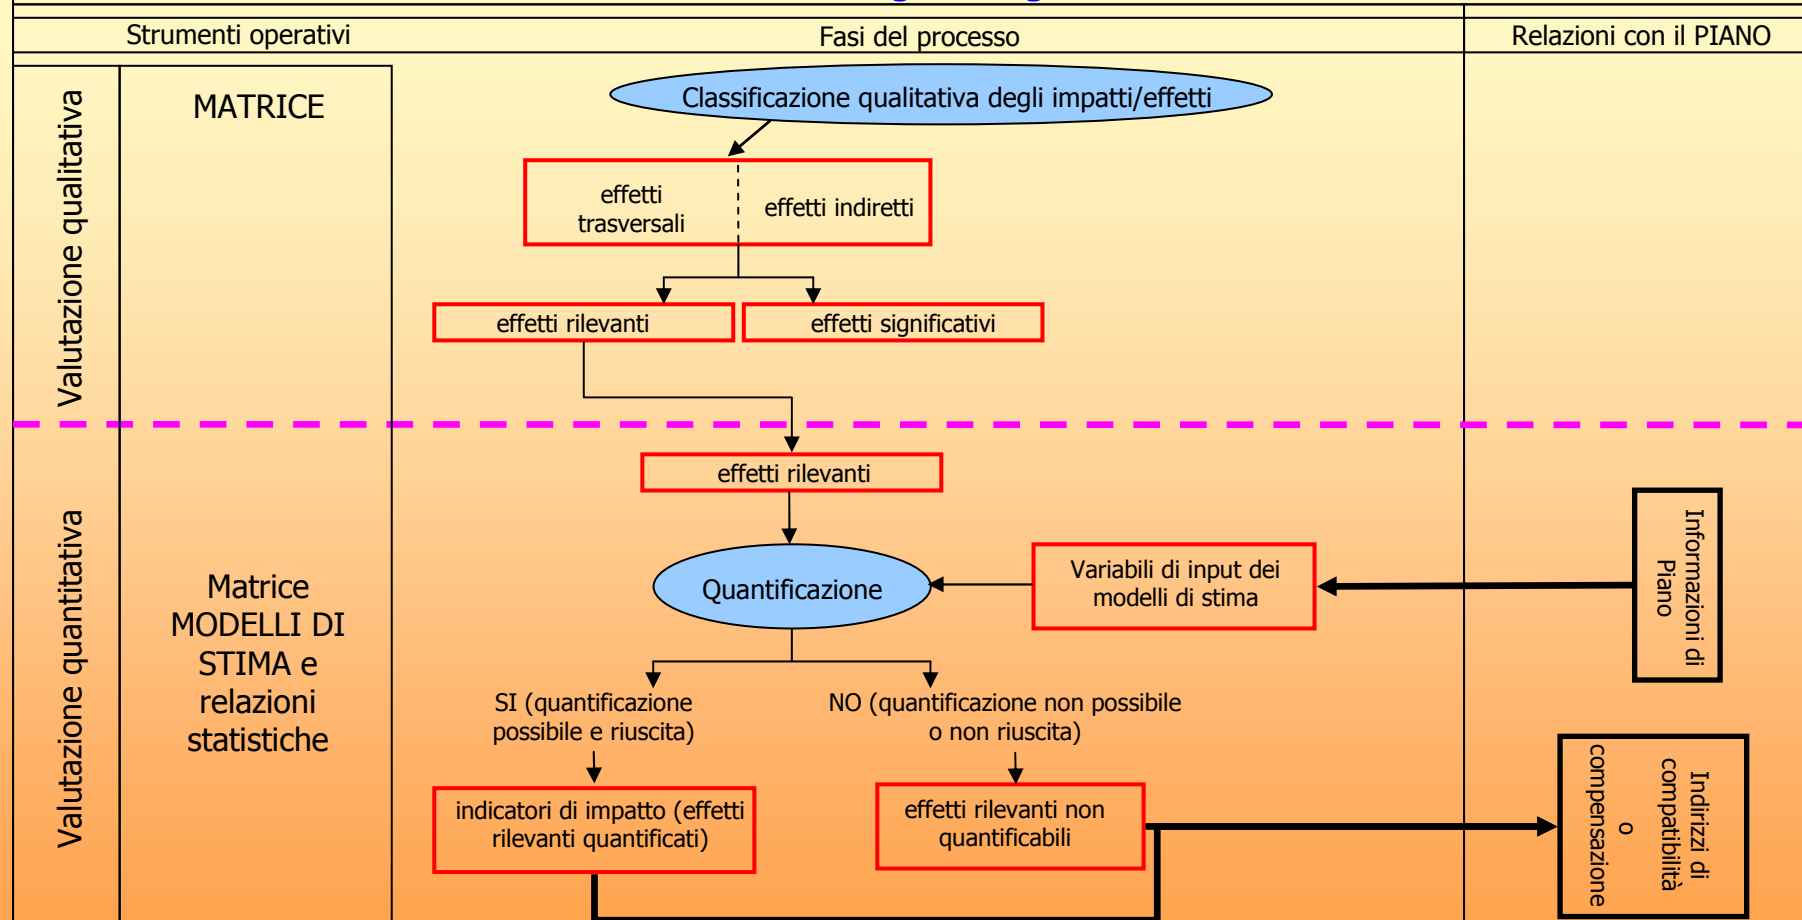 Strumenti operativi
Fasi del processo
Relazioni con il PIANO
Valutazione qualitativa
MATRICE
Classificazione qualitativa degli impatti/effetti
effetti
trasversali
effetti indiretti
effetti rilevanti
effetti significativi
Valutazione quantitativa
Matrice
MODELLI DI
STIMA e
relazioni
statistiche
effetti rilevanti
Quantificazione
Variabili di input dei
modelli di stima
Informazioni di
Piano
SI (quantificazione
possibile e riuscita)
NO (quantificazione non possibile
o non riuscita)
indicatori di impatto (effetti
rilevanti quantificati)
effetti rilevanti non
quantificabili
Indirizzi di
compatibilità
o
compensazione